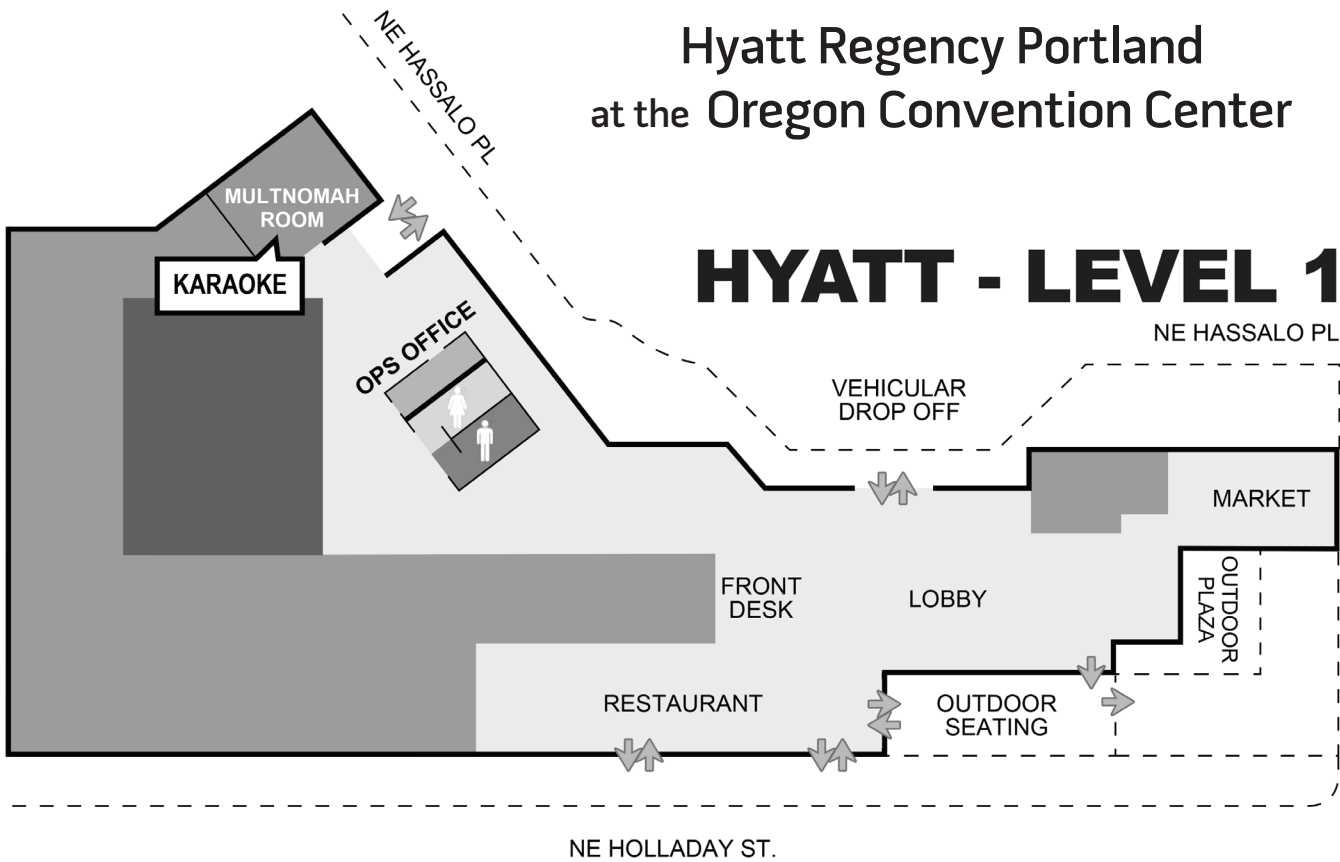 Hyatt Regency Portland
at the Oregon Convention Center
NE HASSALO PL
MULTNOMAH
ROOM
KARAOKE
HYATT - LEVEL 1
NE HASSALO PL
OPS OFFICE
VEHICULAR
DROP OFF
MARKET
FRONT
DESK
LOBBY
OUTDOOR
PLAZA
RESTAURANT
OUTDOOR
SEATING
NE HOLLADAY ST.